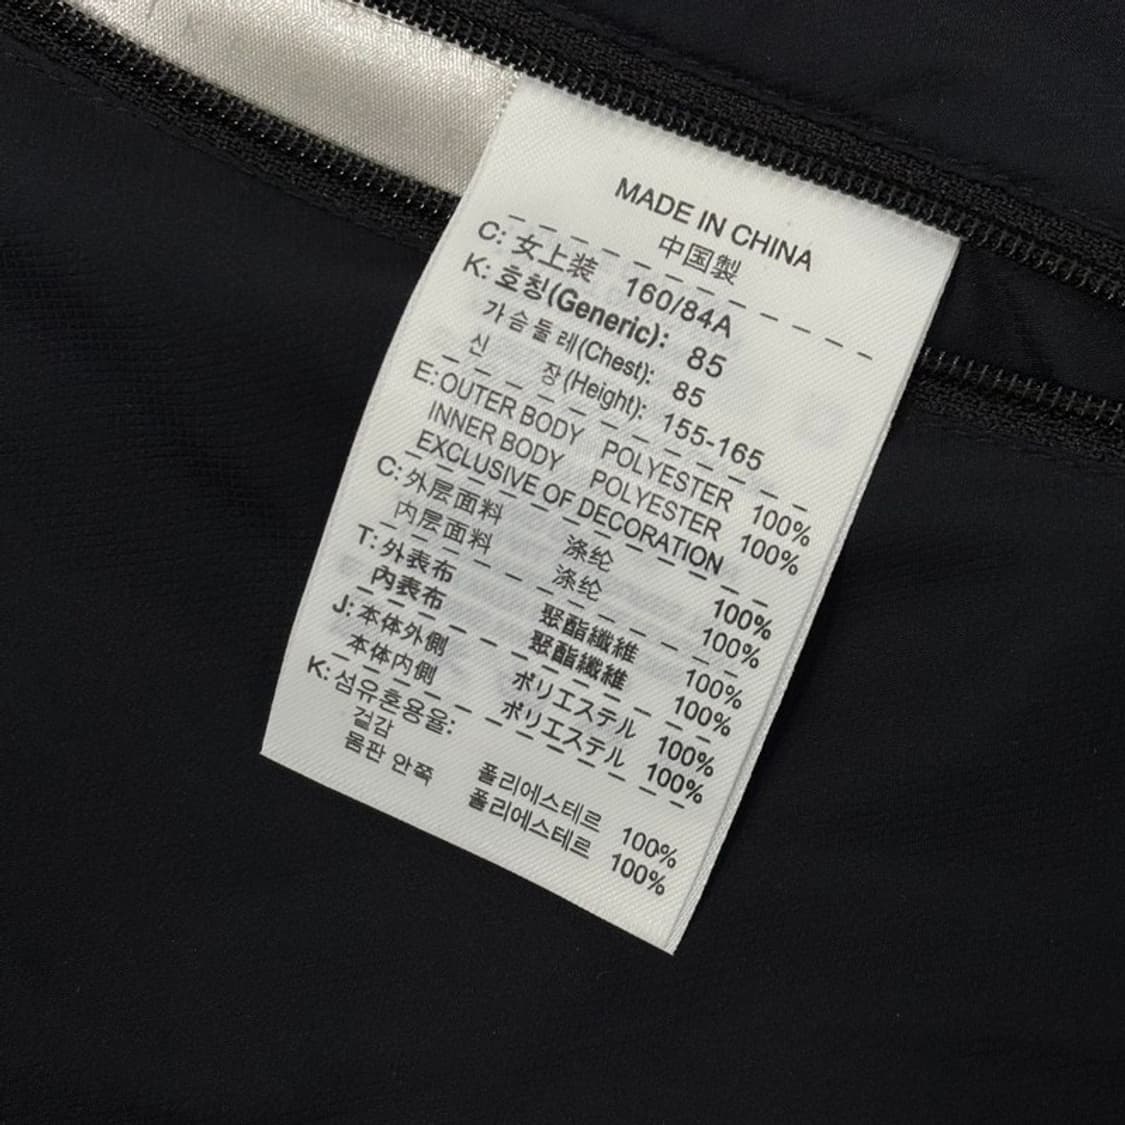 MADE IN CHINA
中国製
C: 女上装 160/84A
K: 호칭(Generic): 85
가슴둘레(Chest): 85
신 장(Height): 155-165
E: OUTER BODY POLYESTER 100%
INNER BODY POLYESTER 100%
EXCLUSIVE OF DECORATION
C: 外层面料 涤纶 100%
内层面料 涤纶 100%
T: 外表布 聚酯纖維 100%
內表布 聚酯纖維 100%
J: 本体外側 ポリエステル 100%
本体内側 ポリエステル 100%
K: 섬유혼용율:
겉감 폴리에스테르 100%
몸판 안쪽 폴리에스테르 100%